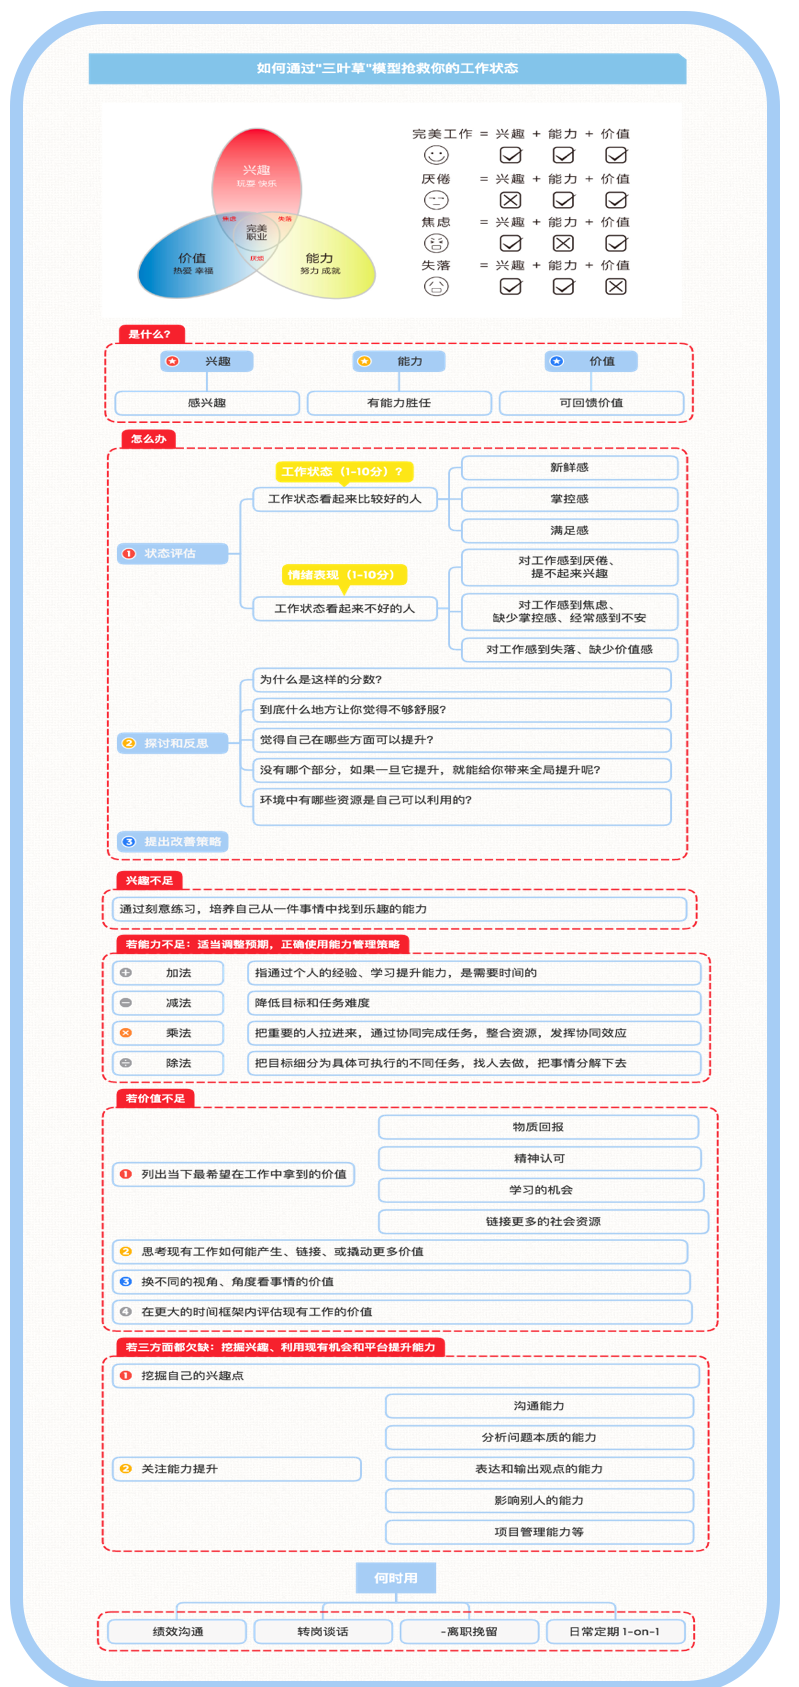 如何通过"三叶草"模型抢救你的工作状态
兴趣
玩耍 快乐
焦虑
失落
完美
职业
价值
热爱 幸福
厌倦
能力
努力 成就
完美工作 = 兴趣 + 能力 + 价值
厌倦 = 兴趣 + 能力 + 价值
焦虑 = 兴趣 + 能力 + 价值
失落 = 兴趣 + 能力 + 价值
是什么?
兴趣
能力
价值
感兴趣
有能力胜任
可回馈价值
怎么办
工作状态（1-10分）?
工作状态看起来比较好的人
新鲜感
掌控感
满足感
1 状态评估
情绪表现（1-10分）
工作状态看起来不好的人
对工作感到厌倦、
提不起来兴趣
对工作感到焦虑、
缺少掌控感、经常感到不安
对工作感到失落、缺少价值感
2 探讨和反思
为什么是这样的分数?
到底什么地方让你觉得不够舒服?
觉得自己在哪些方面可以提升?
没有哪个部分，如果一旦它提升，就能给你带来全局提升呢?
环境中有哪些资源是自己可以利用的?
3 提出改善策略
兴趣不足
通过刻意练习，培养自己从一件事情中找到乐趣的能力
若能力不足：适当调整预期，正确使用能力管理策略
加法
指通过个人的经验、学习提升能力，是需要时间的
减法
降低目标和任务难度
乘法
把重要的人拉进来，通过协同完成任务，整合资源，发挥协同效应
除法
把目标细分为具体可执行的不同任务，找人去做，把事情分解下去
若价值不足
1 列出当下最希望在工作中拿到的价值
物质回报
精神认可
学习的机会
链接更多的社会资源
2 思考现有工作如何能产生、链接、或撬动更多价值
3 换不同的视角、角度看事情的价值
4 在更大的时间框架内评估现有工作的价值
若三方面都欠缺：挖掘兴趣、利用现有机会和平台提升能力
1 挖掘自己的兴趣点
2 关注能力提升
沟通能力
分析问题本质的能力
表达和输出观点的能力
影响别人的能力
项目管理能力等
何时用
绩效沟通
转岗谈话
-离职挽留
日常定期 1-on-1